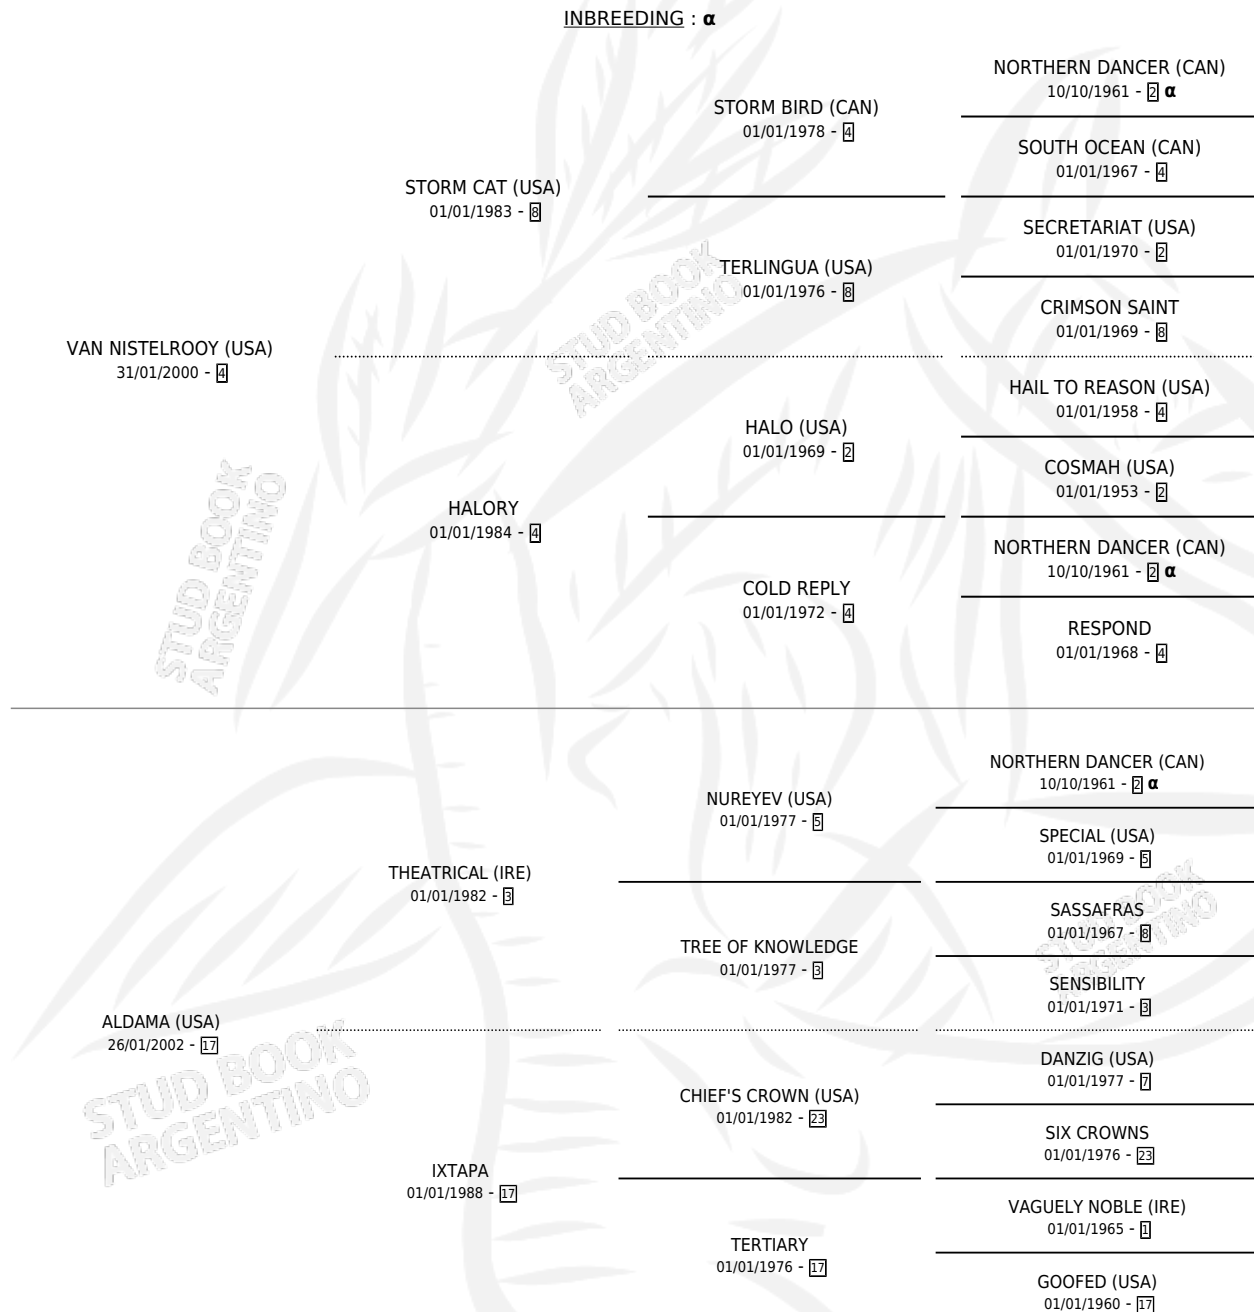 INBREEDING : α
NORTHERN DANCER (CAN)
10/10/1961 - 2 α
STORM BIRD (CAN)
01/01/1978 - 4
SOUTH OCEAN (CAN)
01/01/1967 - 4
STORM CAT (USA)
01/01/1983 - 8
SECRETARIAT (USA)
01/01/1970 - 2
TERLINGUA (USA)
01/01/1976 - 8
CRIMSON SAINT
01/01/1969 - 8
VAN NISTELROOY (USA)
31/01/2000 - 4
HAIL TO REASON (USA)
01/01/1958 - 4
HALO (USA)
01/01/1969 - 2
COSMAH (USA)
01/01/1953 - 2
HALORY
01/01/1984 - 4
NORTHERN DANCER (CAN)
10/10/1961 - 2 α
COLD REPLY
01/01/1972 - 4
RESPOND
01/01/1968 - 4
NORTHERN DANCER (CAN)
10/10/1961 - 2 α
NUREYEV (USA)
01/01/1977 - 5
SPECIAL (USA)
01/01/1969 - 5
THEATRICAL (IRE)
01/01/1982 - 3
SASSAFRAS
01/01/1967 - 8
TREE OF KNOWLEDGE
01/01/1977 - 3
SENSIBILITY
01/01/1971 - 3
ALDAMA (USA)
26/01/2002 - 17
DANZIG (USA)
01/01/1977 - 7
CHIEF'S CROWN (USA)
01/01/1982 - 23
SIX CROWNS
01/01/1976 - 23
IXTAPA
01/01/1988 - 17
VAGUELY NOBLE (IRE)
01/01/1965 - 1
TERTIARY
01/01/1976 - 17
GOOFED (USA)
01/01/1960 - 17
STUD BOOK
ARGENTINO
STUD BOOK
ARGENTINO
STUD BOOK
ARGENTINO
STUD BOOK
ARGENTINO